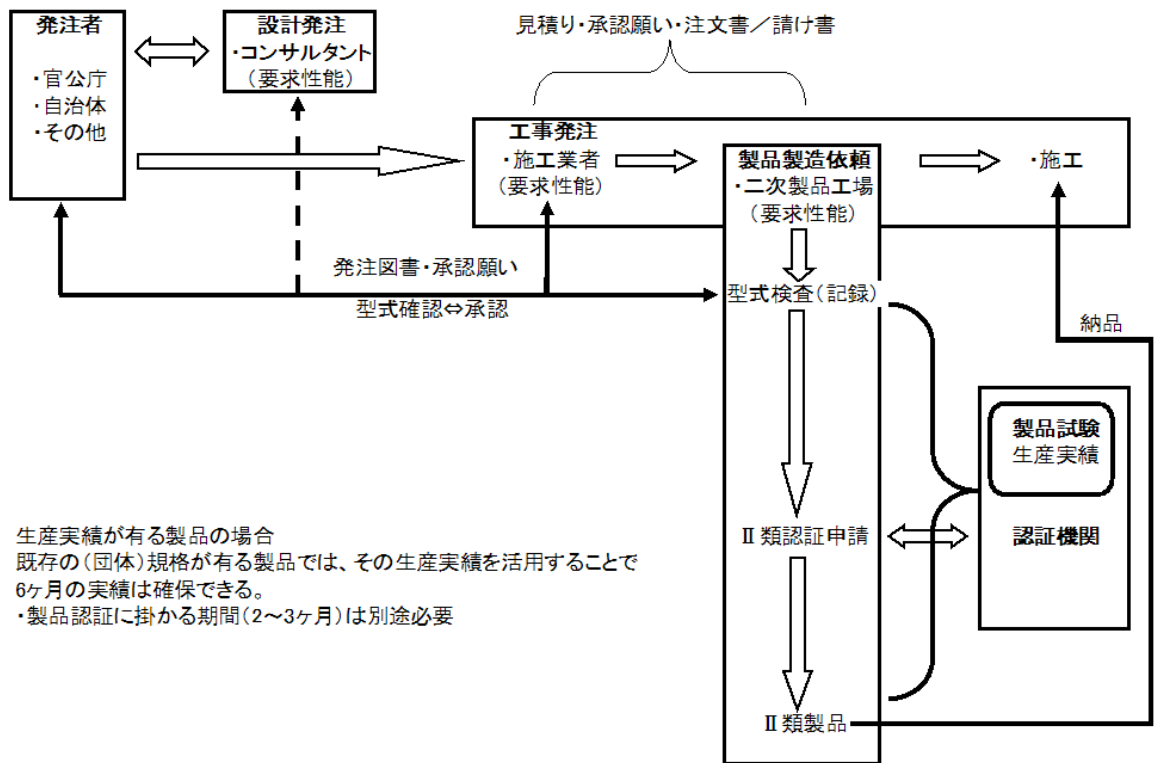 発注者
・官公庁
・自治体
・その他
設計発注
・コンサルタント
(要求性能)
見積り・承認願い・注文書/請け書
工事発注
・施工業者
(要求性能)
製品製造依頼
・二次製品工場
(要求性能)
・施工
発注図書・承認願い
型式確認⇔承認
型式検査(記録)
納品
製品試験
生産実績
認証機関
Ⅱ類認証申請
Ⅱ類製品
生産実績が有る製品の場合
既存の(団体)規格が有る製品では、その生産実績を活用することで
6ヶ月の実績は確保できる。
・製品認証に掛かる期間(2~3ヶ月)は別途必要